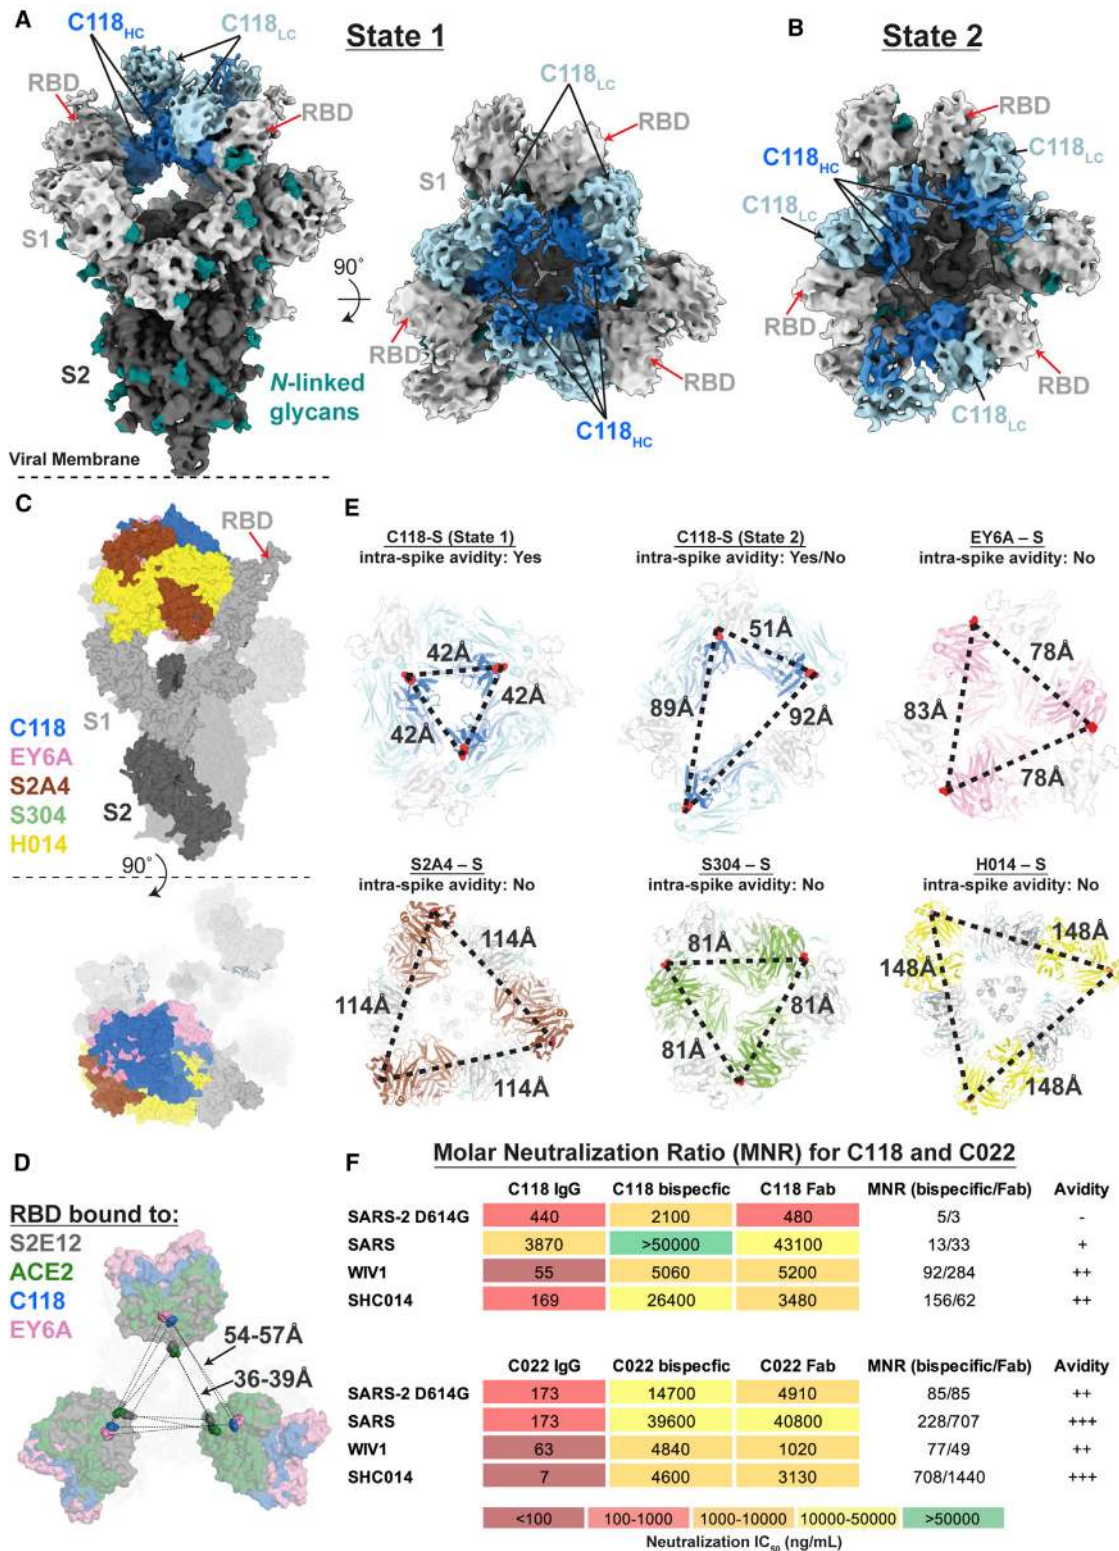 A
C118HC
C118LC
State 1
RBD
RBD
S1
S2
N-linked
glycans
Viral Membrane
90°
C118LC
RBD
S1
RBD
RBD
C118HC
B
State 2
RBD
C118HC
C118LC
C118LC
RBD
RBD
C118LC
C
RBD
S1
S2
C118
EY6A
S2A4
S304
H014
90°
D
RBD bound to:
S2E12
ACE2
C118
EY6A
54-57Å
36-39Å
E
C118-S (State 1)
intra-spike avidity: Yes
42Å
42Å
42Å
C118-S (State 2)
intra-spike avidity: Yes/No
51Å
89Å
92Å
EY6A – S
intra-spike avidity: No
78Å
83Å
78Å
S2A4 – S
intra-spike avidity: No
114Å
114Å
114Å
S304 – S
intra-spike avidity: No
81Å
81Å
81Å
H014 – S
intra-spike avidity: No
148Å
148Å
148Å
F
Molar Neutralization Ratio (MNR) for C118 and C022
C118 IgG C118 bispecfic C118 Fab MNR (bispecific/Fab) Avidity
SARS-2 D614G 440 2100 480 5/3 -
SARS 3870 >50000 43100 13/33 +
WIV1 55 5060 5200 92/284 ++
SHC014 169 26400 3480 156/62 ++
C022 IgG C022 bispecfic C022 Fab MNR (bispecific/Fab) Avidity
SARS-2 D614G 173 14700 4910 85/85 ++
SARS 173 39600 40800 228/707 +++
WIV1 63 4840 1020 77/49 ++
SHC014 7 4600 3130 708/1440 +++
<100 100-1000 1000-10000 10000-50000 >50000
Neutralization IC50 (ng/mL)